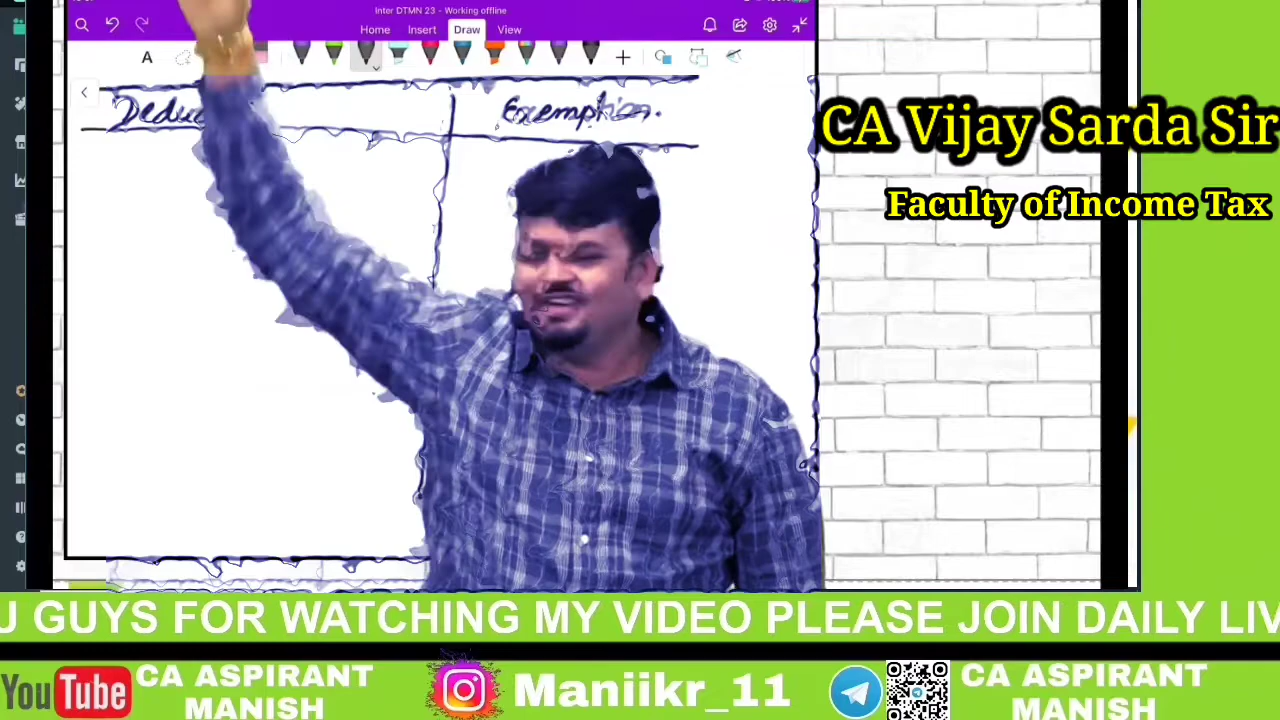 Inter DTMN 23 - Working offline
Home Insert Draw View
A
Exemption.
CA Vijay Sarda Sir
Faculty of Income Tax
U GUYS FOR WATCHING MY VIDEO PLEASE JOIN DAILY LIV
YouTube CA ASPIRANT MANISH
Maniikr_11
CA ASPIRANT MANISH